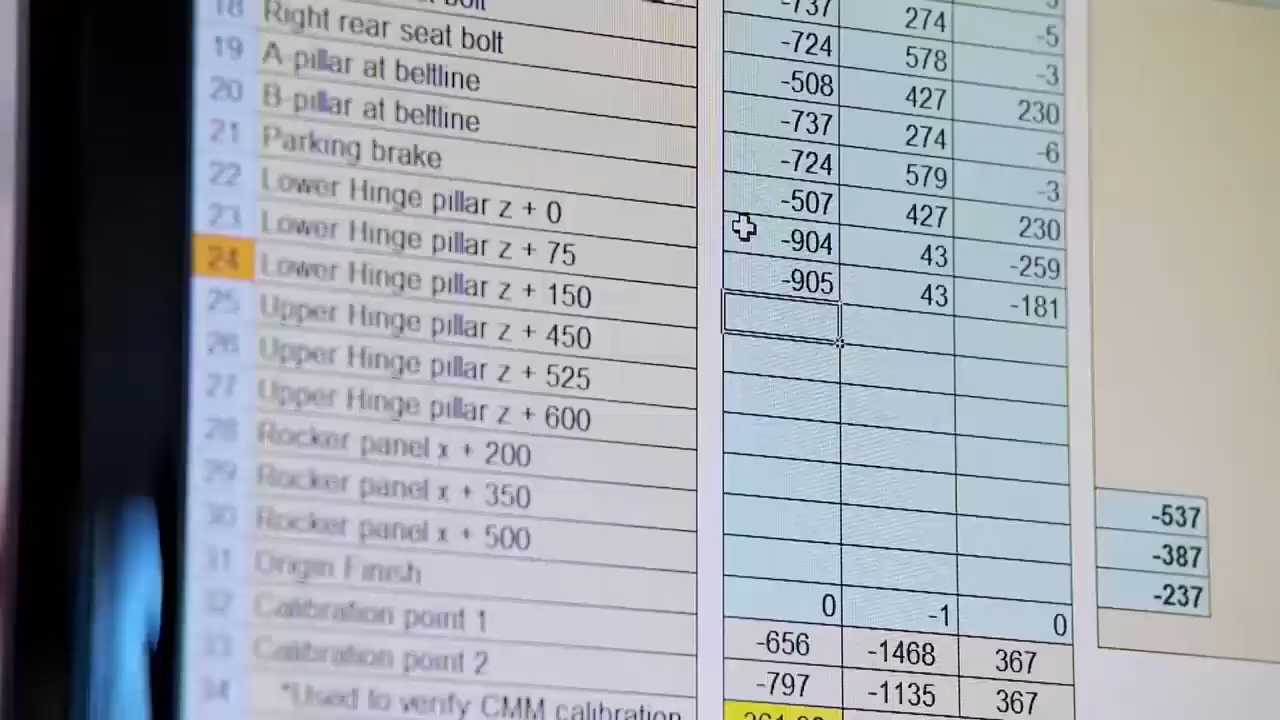 bolt -724 578 -3
18 Right rear seat bolt -508 427 230
19 A-pillar at beltline -737 274 -6
20 B-pillar at beltline -724 579 -3
21 Parking brake -507 427 230
22 Lower Hinge pillar z + 0 -904 43 -259
23 Lower Hinge pillar z + 75 -905 43 -181
24 Lower Hinge pillar z + 150
25 Upper Hinge pillar z + 450
26 Upper Hinge pillar z + 525
27 Upper Hinge pillar z + 600
28 Rocker panel x + 200 -537
29 Rocker panel x + 350 -387
30 Rocker panel x + 500 -237
31 Origin Finish 0 -1 0
32 Calibration point 1 -656 -1468 367
33 Calibration point 2 -797 -1135 367
34 *Used to verify CMM calibration